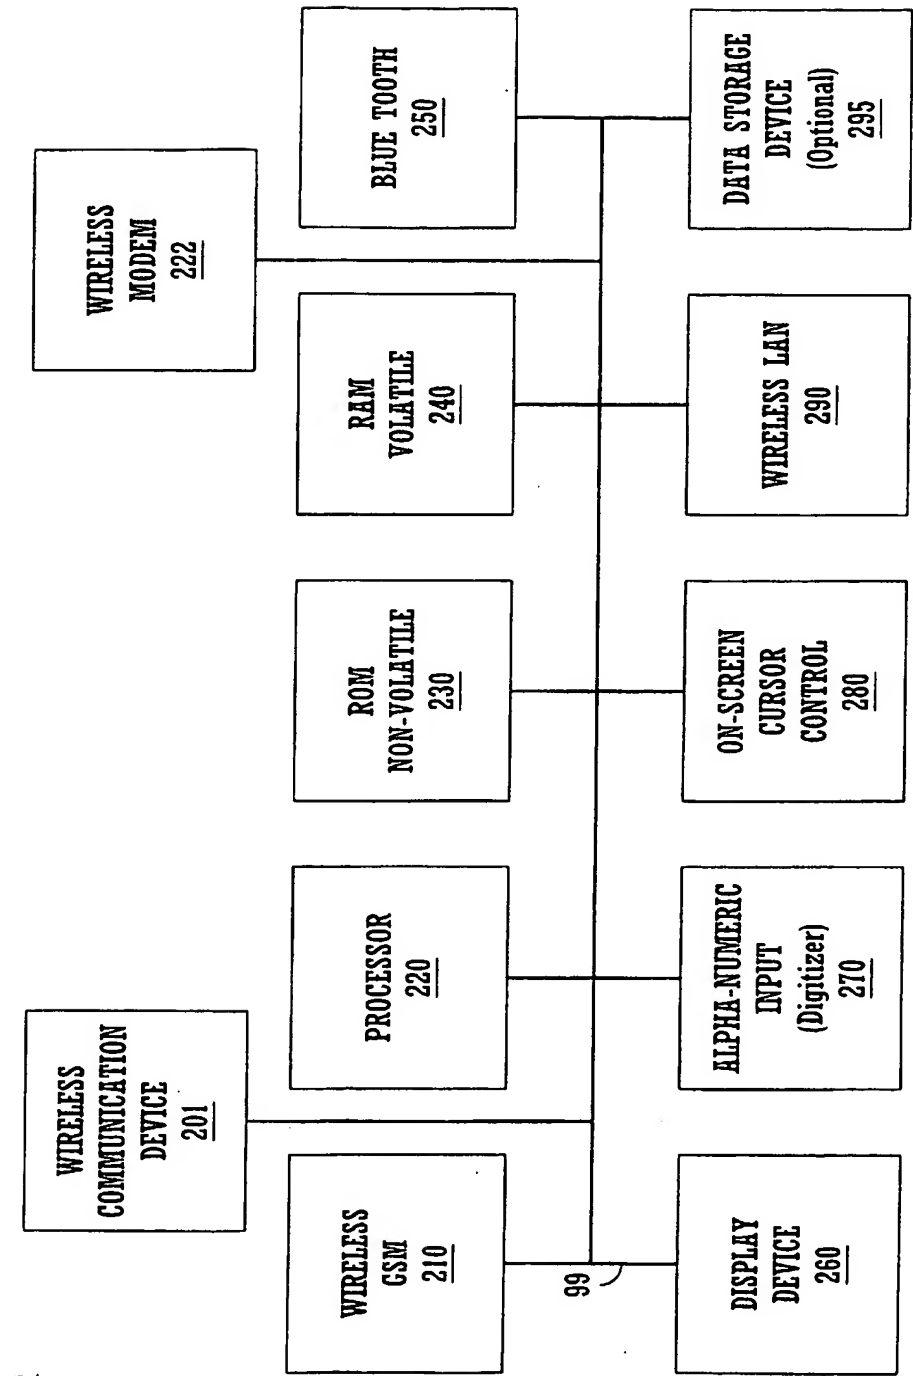 WIRELESS
COMMUNICATION
DEVICE
201
WIRELESS
MODEM
222
WIRELESS
GSM
210
PROCESSOR
220
ROM
NON-VOLATILE
230
RAM
VOLATILE
240
BLUE TOOTH
250
99
DISPLAY
DEVICE
260
ALPHA-NUMERIC
INPUT
(Digitizer)
270
ON-SCREEN
CURSOR
CONTROL
280
WIRELESS LAN
290
DATA STORAGE
DEVICE
(Optional)
295